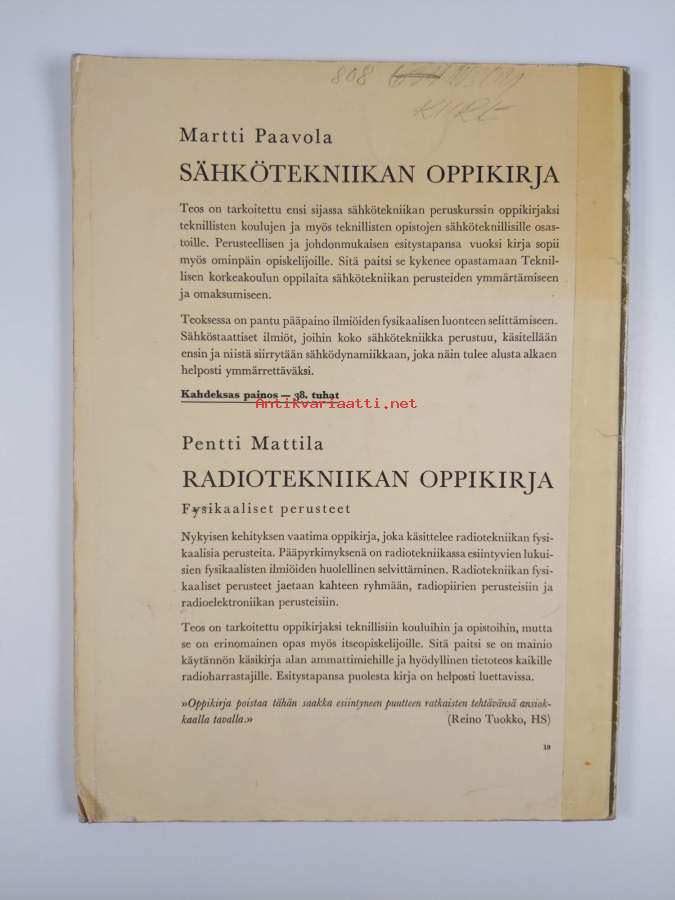 808
KIIRE
Martti Paavola
SÄHKÖTEKNIIKAN OPPIKIRJA
Teos on tarkoitettu ensi sijassa sähkötekniikan peruskurssin oppikirjaksi
teknillisten koulujen ja myös teknillisten opistojen sähköteknillisille osas-
toille. Perusteellisen ja johdonmukaisen esitystapansa vuoksi kirja sopii
myös ominpäin opiskelijoille. Sitä paitsi se kykenee opastamaan Teknil-
lisen korkeakoulun oppilaita sähkötekniikan perusteiden ymmärtämiseen
ja omaksumiseen.
Teoksessa on pantu pääpaino ilmiöiden fysikaalisen luonteen selittämiseen.
Sähköstaattiset ilmiöt, joihin koko sähkötekniikka perustuu, käsitellään
ensin ja niistä siirrytään sähködynamiikkaan, joka näin tulee alusta alkaen
helposti ymmärrettäväksi.
Kahdeksas painos — 38. tuhat
Antikvariaatti.net
Pentti Mattila
RADIOTEKNIIKAN OPPIKIRJA
Fysikaaliset perusteet
Nykyisen kehityksen vaatima oppikirja, joka käsittelee radiotekniikan fysi-
kaalisia perusteita. Pääpyrkimyksenä on radiotekniikassa esiintyvien lukui-
sien fysikaalisten ilmiöiden huolellinen selvittäminen. Radiotekniikan fysi-
kaaliset perusteet jaetaan kahteen ryhmään, radiopiirien perusteisiin ja
radioelektroniikan perusteisiin.
Teos on tarkoitettu oppikirjaksi teknillisiin kouluihin ja opistoihin, mutta
se on erinomainen opas myös itseopiskelijoille. Sitä paitsi se on mainio
käytännön käsikirja alan ammattimiehille ja hyödyllinen tietoteos kaikille
radioharrastajille. Esitystapansa puolesta kirja on helposti luettavissa.
»Oppikirja poistaa tähän saakka esiintyneen puutteen ratkaisten tehtävänsä ansiok-
kaalla tavalla.» (Reino Tuokko, HS)